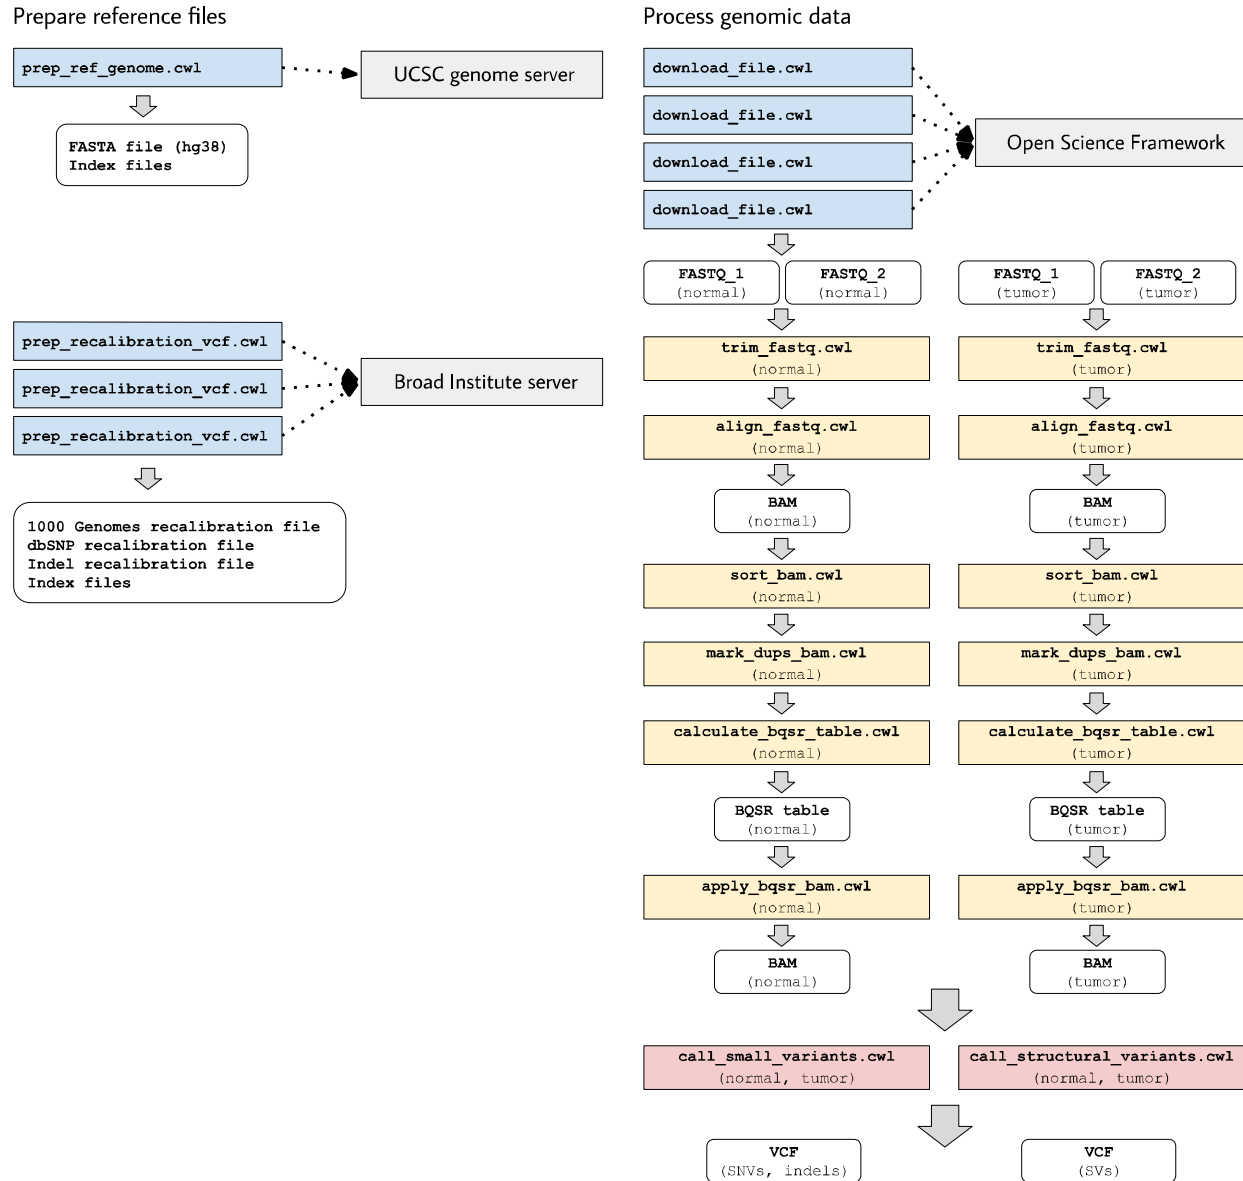 Prepare reference files
prep_ref_genome.cwl
UCSC genome server
FASTA file (hg38)
Index files
prep_recalibration_vcf.cwl
prep_recalibration_vcf.cwl
prep_recalibration_vcf.cwl
Broad Institute server
1000 Genomes recalibration file
dbSNP recalibration file
Indel recalibration file
Index files
Process genomic data
download_file.cwl
download_file.cwl
download_file.cwl
download_file.cwl
Open Science Framework
FASTQ_1
(normal)
FASTQ_2
(normal)
FASTQ_1
(tumor)
FASTQ_2
(tumor)
trim_fastq.cwl
(normal)
trim_fastq.cwl
(tumor)
align_fastq.cwl
(normal)
align_fastq.cwl
(tumor)
BAM
(normal)
BAM
(tumor)
sort_bam.cwl
(normal)
sort_bam.cwl
(tumor)
mark_dups_bam.cwl
(normal)
mark_dups_bam.cwl
(tumor)
calculate_bqsr_table.cwl
(normal)
calculate_bqsr_table.cwl
(tumor)
BQSR table
(normal)
BQSR table
(tumor)
apply_bqsr_bam.cwl
(normal)
apply_bqsr_bam.cwl
(tumor)
BAM
(normal)
BAM
(tumor)
call_small_variants.cwl
(normal, tumor)
call_structural_variants.cwl
(normal, tumor)
VCF
(SNVs, indels)
VCF
(SVs)